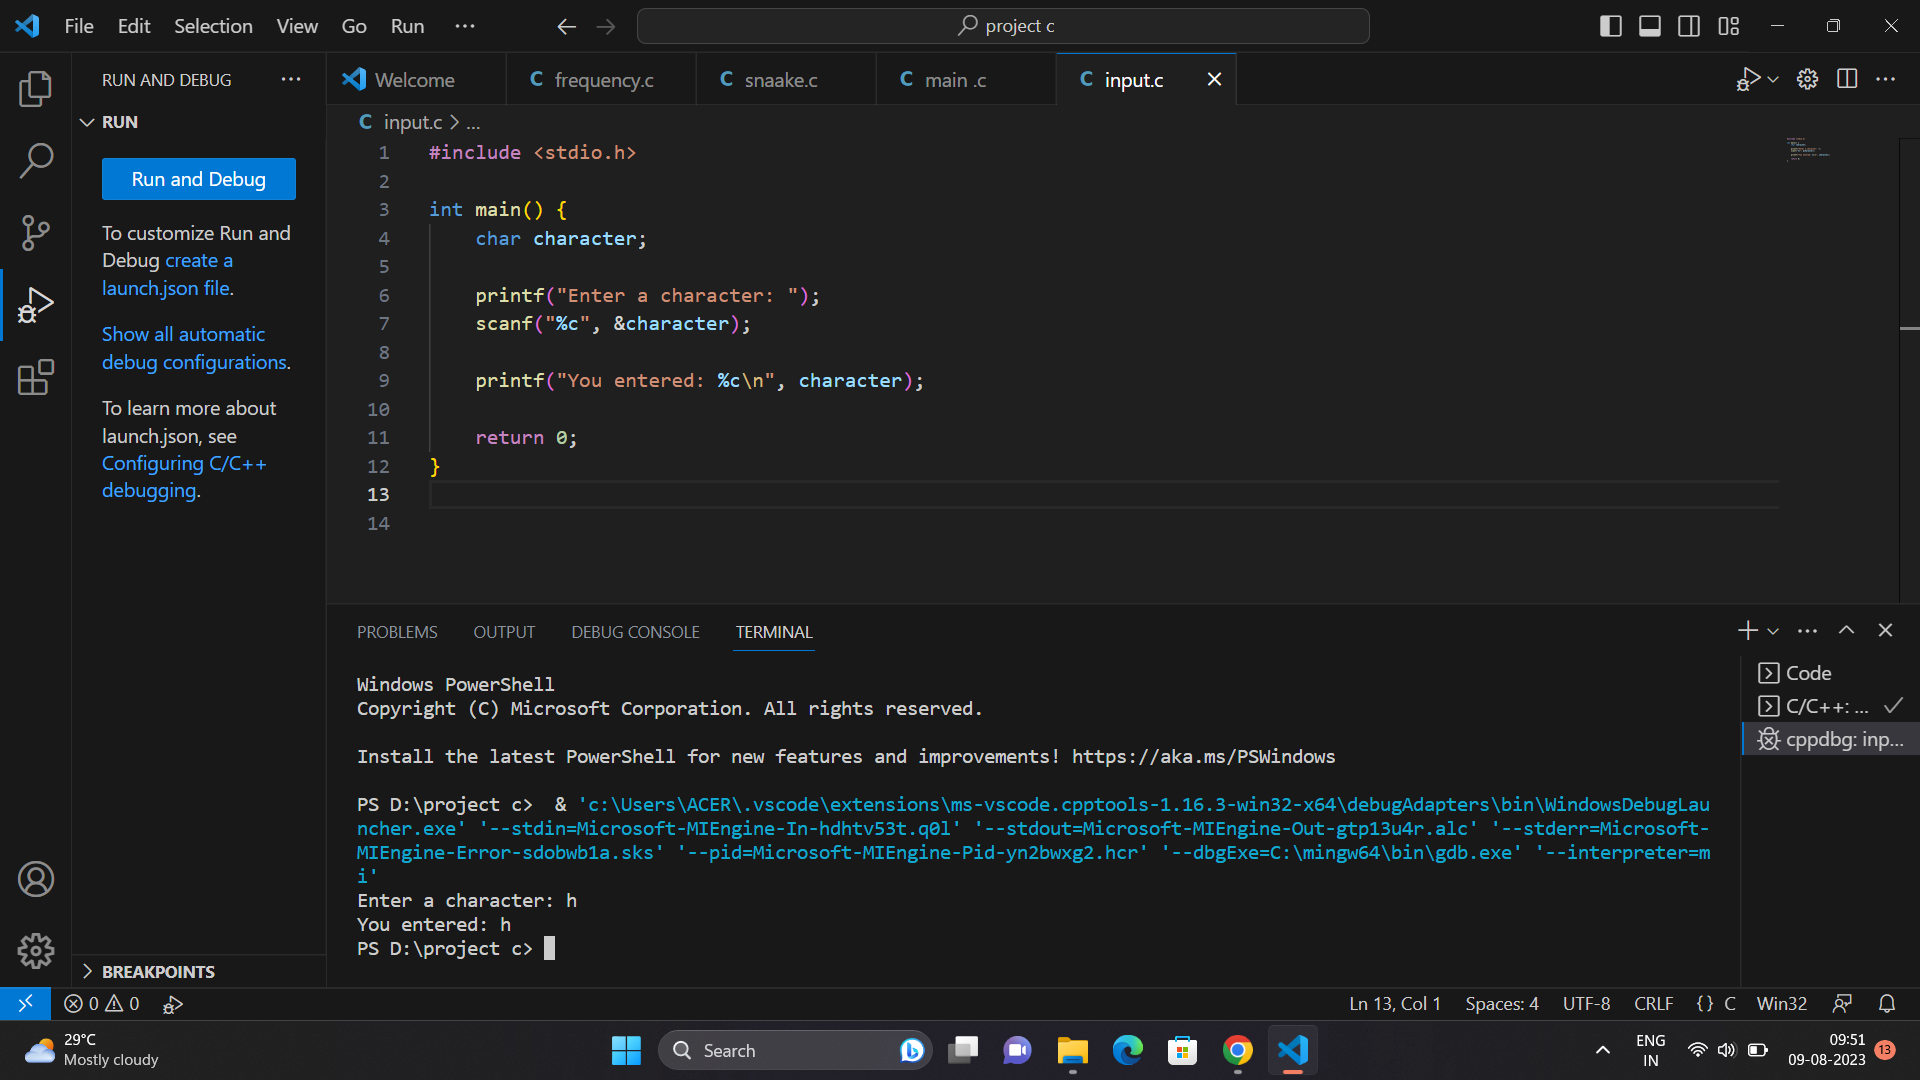 File Edit Selection View Go Run ···
project c
RUN AND DEBUG ···
RUN
Run and Debug
To customize Run and
Debug create a
launch.json file.
Show all automatic
debug configurations.
To learn more about
launch.json, see
Configuring C/C++
debugging.
BREAKPOINTS
Welcome
C frequency.c
C snaake.c
C main .c
C input.c
C input.c > ...
1 #include <stdio.h>
2
3 int main() {
4 char character;
5
6 printf("Enter a character: ");
7 scanf("%c", &character);
8
9 printf("You entered: %c\n", character);
10
11 return 0;
12 }
13
14
PROBLEMS OUTPUT DEBUG CONSOLE TERMINAL
Windows PowerShell
Copyright (C) Microsoft Corporation. All rights reserved.
Install the latest PowerShell for new features and improvements! https://aka.ms/PSWindows
PS D:\project c>  & 'c:\Users\ACER\.vscode\extensions\ms-vscode.cpptools-1.16.3-win32-x64\debugAdapters\bin\WindowsDebugLau
ncher.exe' '--stdin=Microsoft-MIEngine-In-hdhtv53t.q0l' '--stdout=Microsoft-MIEngine-Out-gtp13u4r.alc' '--stderr=Microsoft-
MIEngine-Error-sdobwb1a.sks' '--pid=Microsoft-MIEngine-Pid-yn2bwxg2.hcr' '--dbgExe=C:\mingw64\bin\gdb.exe' '--interpreter=m
i'
Enter a character: h
You entered: h
PS D:\project c>
Code
C/C++: ...
cppdbg: inp...
0 0
Ln 13, Col 1 Spaces: 4 UTF-8 CRLF {} C Win32
29°C
Mostly cloudy
Search
ENG
IN
09:51
09-08-2023
13